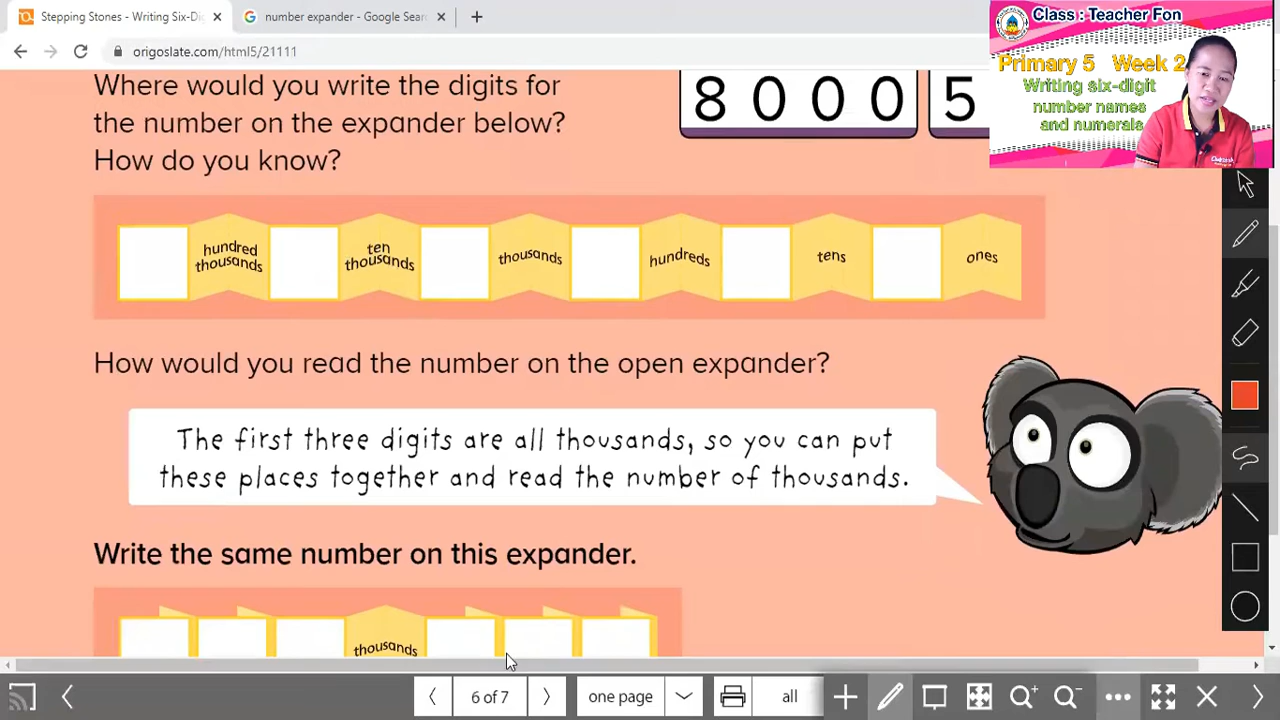 Stepping Stones - Writing Six-Di
number expander - Google Sear
origoslate.com/html5/21111
Class : Teacher Fon
Primary 5 Week 2
Writing six-digit
number names
and numerals
Where would you write the digits for
the number on the expander below?
How do you know?
8 0 0 0
5
hundred
thousands
ten
thousands
thousands
hundreds
tens
ones
How would you read the number on the open expander?
The first three digits are all thousands, so you can put
these places together and read the number of thousands.
Write the same number on this expander.
thousands
6 of 7
one page
all